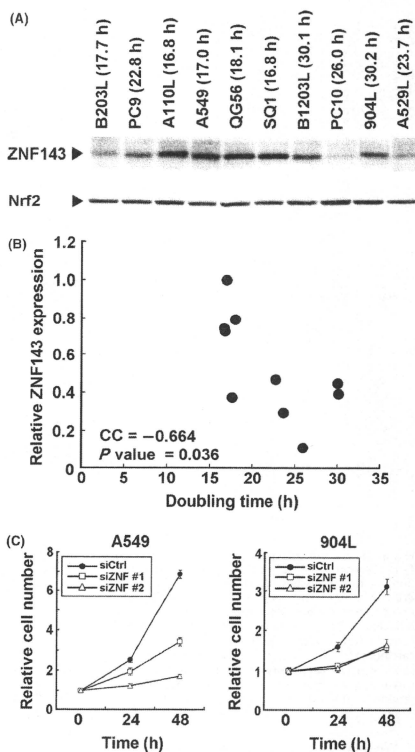 (A)
B203L (17.7 h)
PC9 (22.8 h)
A110L (16.8 h)
A549 (17.0 h)
QG56 (18.1 h)
SQ1 (16.8 h)
B1203L (30.1 h)
PC10 (26.0 h)
904L (30.2 h)
A529L (23.7 h)
ZNF143
Nrf2
(B)
Relative ZNF143 expression
1.2
1.0
0.8
0.6
0.4
0.2
0
CC = −0.664
P value = 0.036
0 5 10 15 20 25 30 35
Doubling time (h)
(C)
A549
Relative cell number
8
6
4
2
0
siCtrl
siZNF #1
siZNF #2
0 24 48
Time (h)
904L
Relative cell number
4
3
2
1
0
siCtrl
siZNF #1
siZNF #2
0 24 48
Time (h)